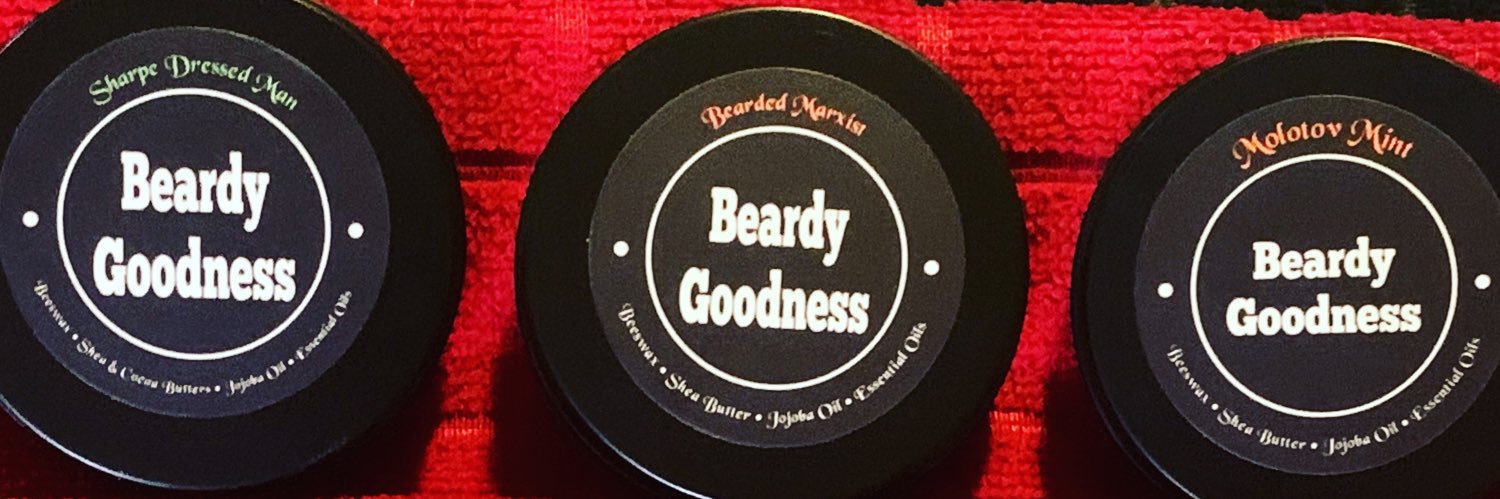 Sharpe Dressed Man
Beardy
Goodness
Beeswax • Shea & Cocoa Butters • Jojoba Oil • Essential Oils
Bearded Marxist
Beardy
Goodness
Beeswax • Shea Butter • Jojoba Oil • Essential Oils
Molotov Mint
Beardy
Goodness
Beeswax • Shea Butter • Jojoba Oil • Essential Oils